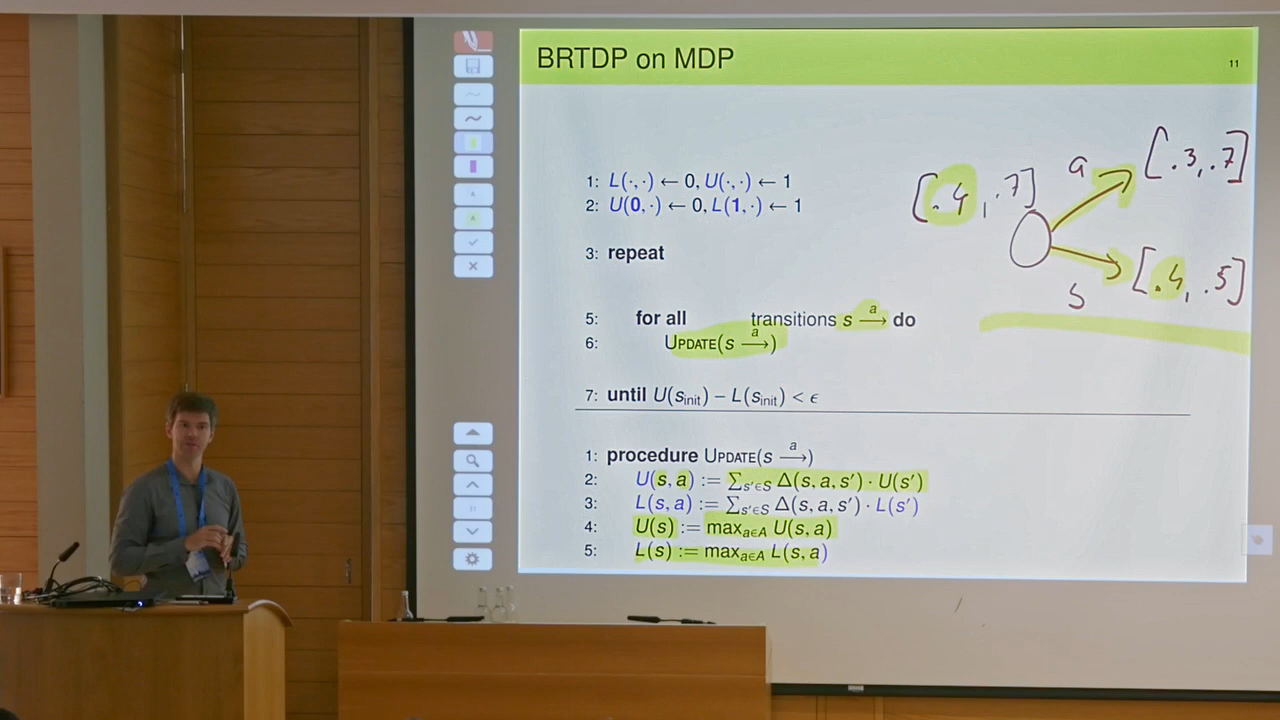 BRTDP on MDP
11
1: L(·,·) ← 0, U(·,·) ← 1
2: U(0,·) ← 0, L(1,·) ← 1
3: repeat
5: for all transitions s —a→ do
6: UPDATE(s —a→)
7: until U(s_init) − L(s_init) < ϵ
1: procedure UPDATE(s —a→)
2: U(s, a) := ∑_{s'∈S} Δ(s, a, s') · U(s')
3: L(s, a) := ∑_{s'∈S} Δ(s, a, s') · L(s')
4: U(s) := max_{a∈A} U(s, a)
5: L(s) := max_{a∈A} L(s, a)
a
[.3, .7]
[.4, .7]
[.4, .5]